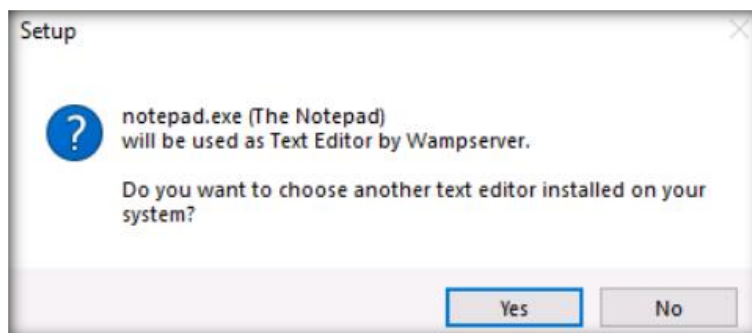 Setup
notepad.exe (The Notepad)
will be used as Text Editor by Wampserver.
Do you want to choose another text editor installed on your
system?
Yes
No